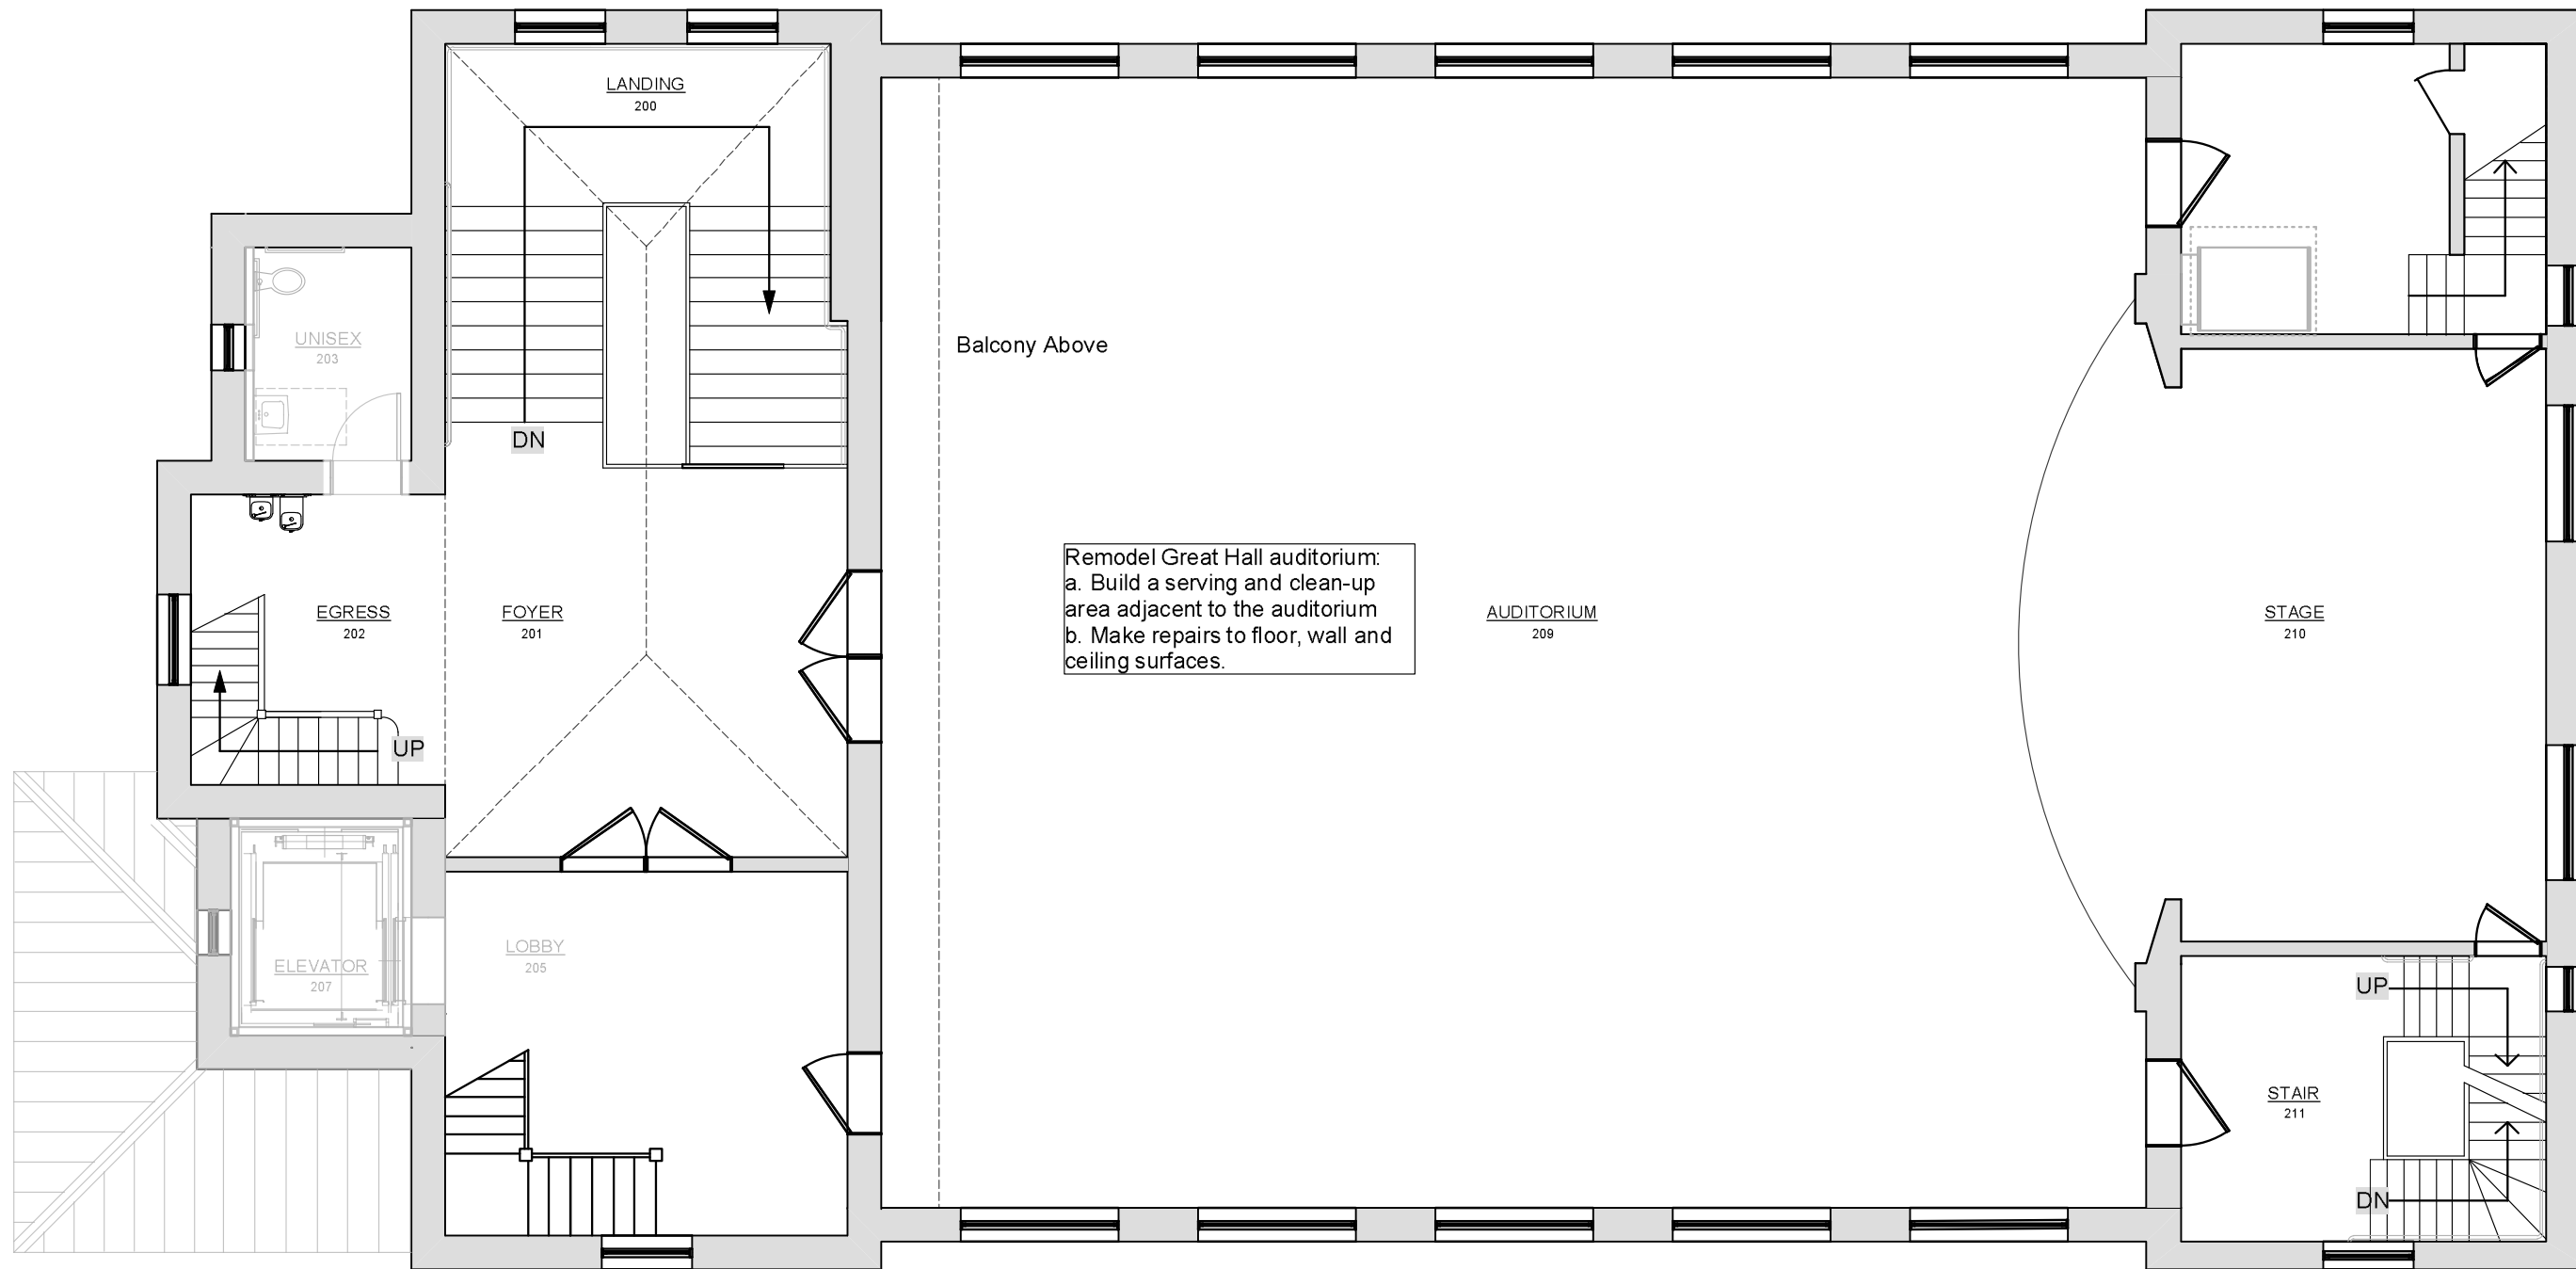 LANDING
200
UNISEX
203
Balcony Above
DN
Remodel Great Hall auditorium:
a. Build a serving and clean-up
area adjacent to the auditorium
b. Make repairs to floor, wall and
ceiling surfaces.
EGRESS
202
FOYER
201
AUDITORIUM
209
STAGE
210
UP
LOBBY
205
ELEVATOR
207
UP
STAIR
211
DN